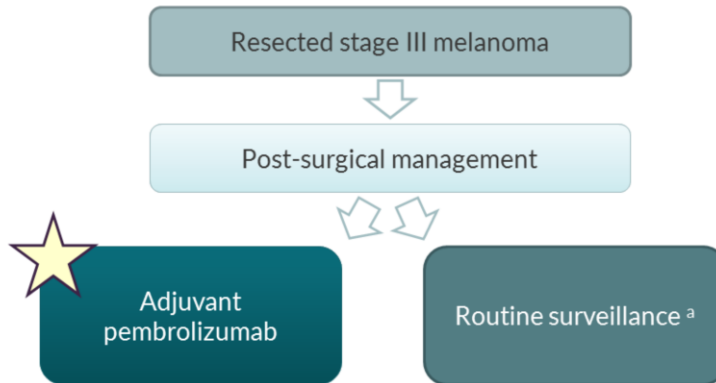 Resected stage III melanoma
Post-surgical management
Adjuvant
pembrolizumab
Routine surveillance ᵃ